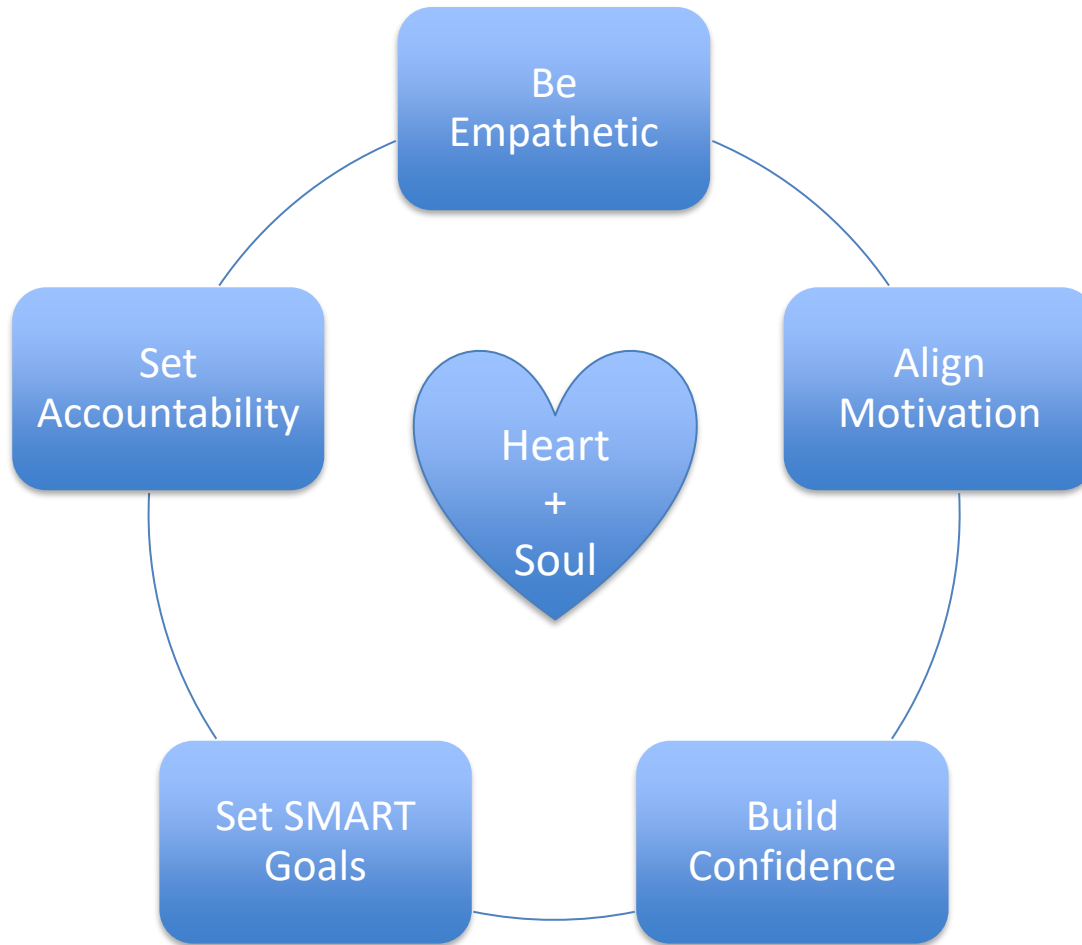 Be
Empathetic
Align
Motivation
Build
Confidence
Set SMART
Goals
Set
Accountability
Heart
+
Soul